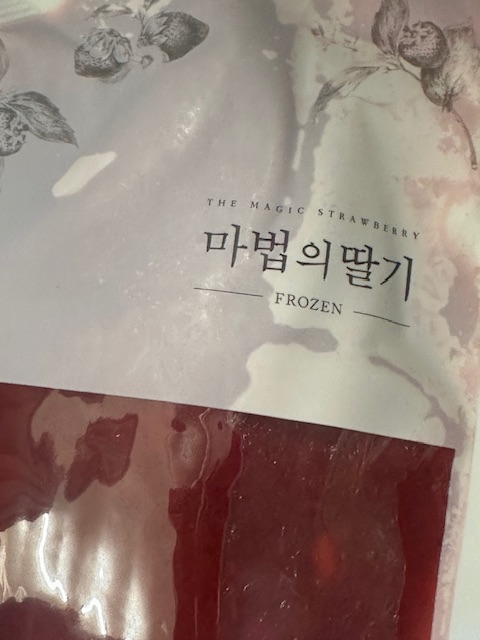 THE MAGIC STRAWBERRY
마법의딸기
FROZEN